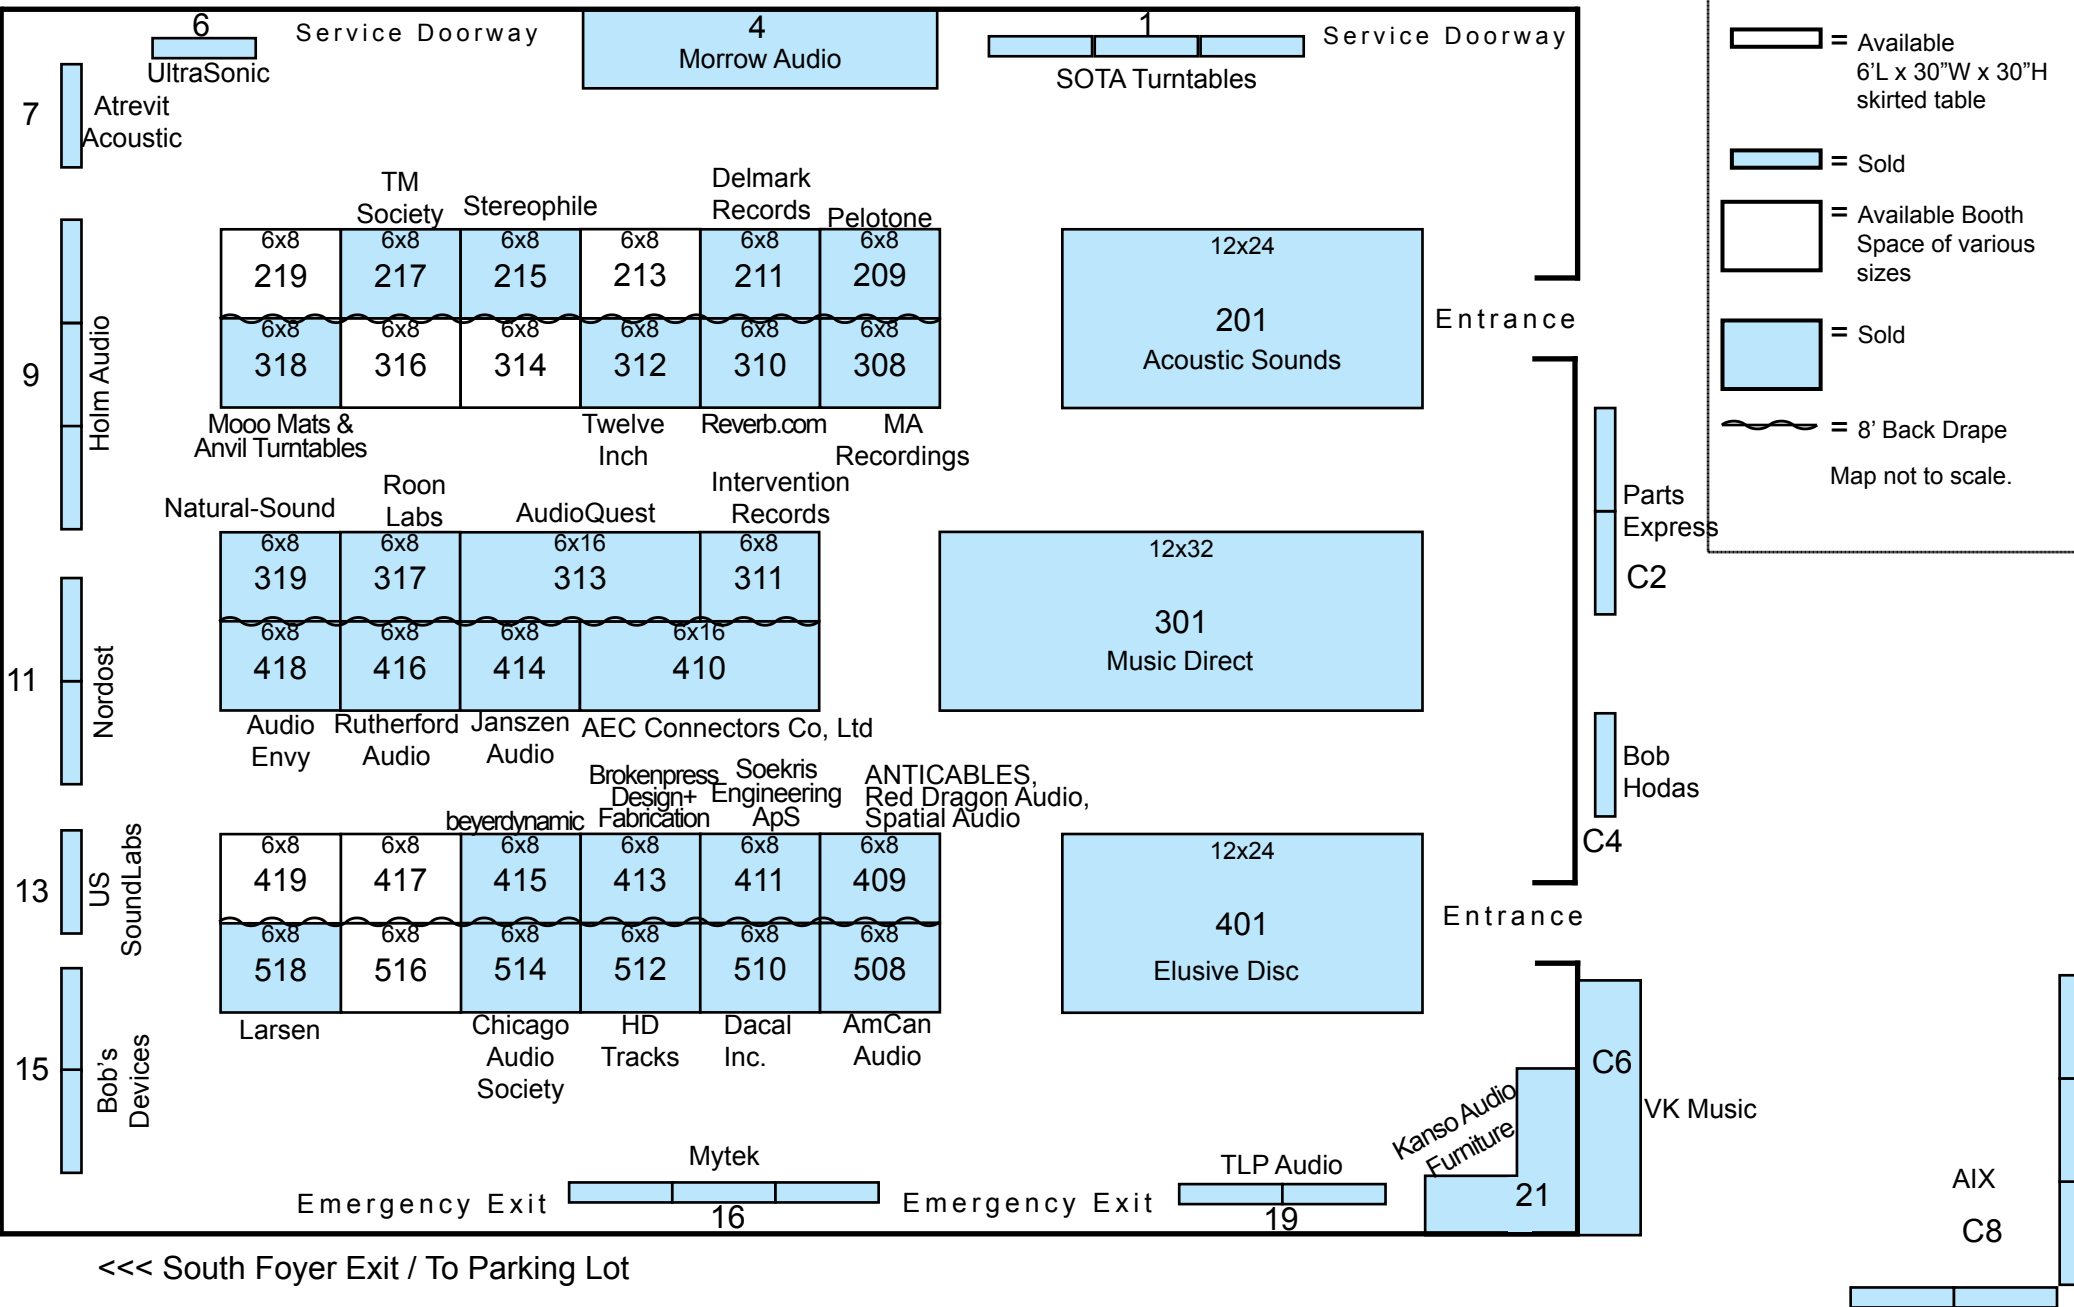 6
Service Doorway
4
Morrow Audio
1
Service Doorway
UltraSonic
SOTA Turntables
7
Atrevit
Acoustic
= Available
6'L x 30"W x 30"H
skirted table
= Sold
= Available Booth
Space of various
sizes
= Sold
= 8' Back Drape
Map not to scale.
TM
Society
Stereophile
Delmark
Records
Pelotone
6x8
219
6x8
217
6x8
215
6x8
213
6x8
211
6x8
209
6x8
318
6x8
316
6x8
314
6x8
312
6x8
310
6x8
308
12x24
201
Acoustic Sounds
Entrance
9
Holm Audio
Mooo Mats &
Anvil Turntables
Twelve
Inch
Reverb.com
MA
Recordings
Natural-Sound
Roon
Labs
AudioQuest
Intervention
Records
6x8
319
6x8
317
6x16
313
6x8
311
6x8
418
6x8
416
6x8
414
6x16
410
12x32
301
Music Direct
Parts
Express
C2
11
Nordost
Audio
Envy
Rutherford
Audio
Janszen
Audio
AEC Connectors Co, Ltd
Bob
Hodas
C4
beyerdynamic
Brokenpress
Design+
Fabrication
Soekris
Engineering
ApS
ANTICABLES,
Red Dragon Audio,
Spatial Audio
13
US
SoundLabs
6x8
419
6x8
417
6x8
415
6x8
413
6x8
411
6x8
409
6x8
518
6x8
516
6x8
514
6x8
512
6x8
510
6x8
508
12x24
401
Elusive Disc
Entrance
15
Bob's
Devices
Larsen
Chicago
Audio
Society
HD
Tracks
Dacal
Inc.
AmCan
Audio
C6
VK Music
Kanso Audio
Furniture
21
Mytek
TLP Audio
Emergency Exit
16
Emergency Exit
19
AIX
C8
<<< South Foyer Exit / To Parking Lot